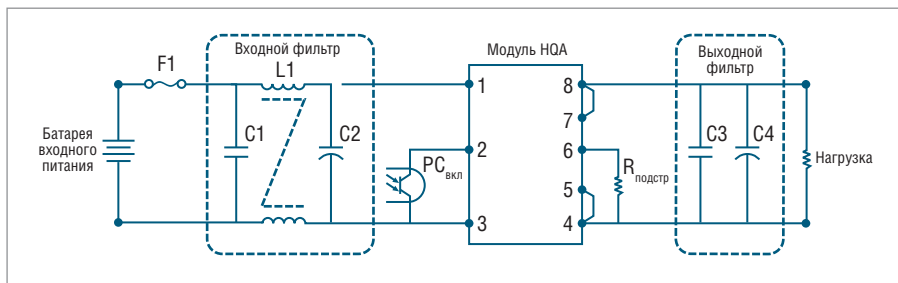 Входной фильтр
Модуль HQA
Выходной
фильтр
F1
L1
1
8
Батарея
входного
питания
C1
C2
7
C3
C4
2
PCвкл
6
Rподстр
Нагрузка
5
3
4